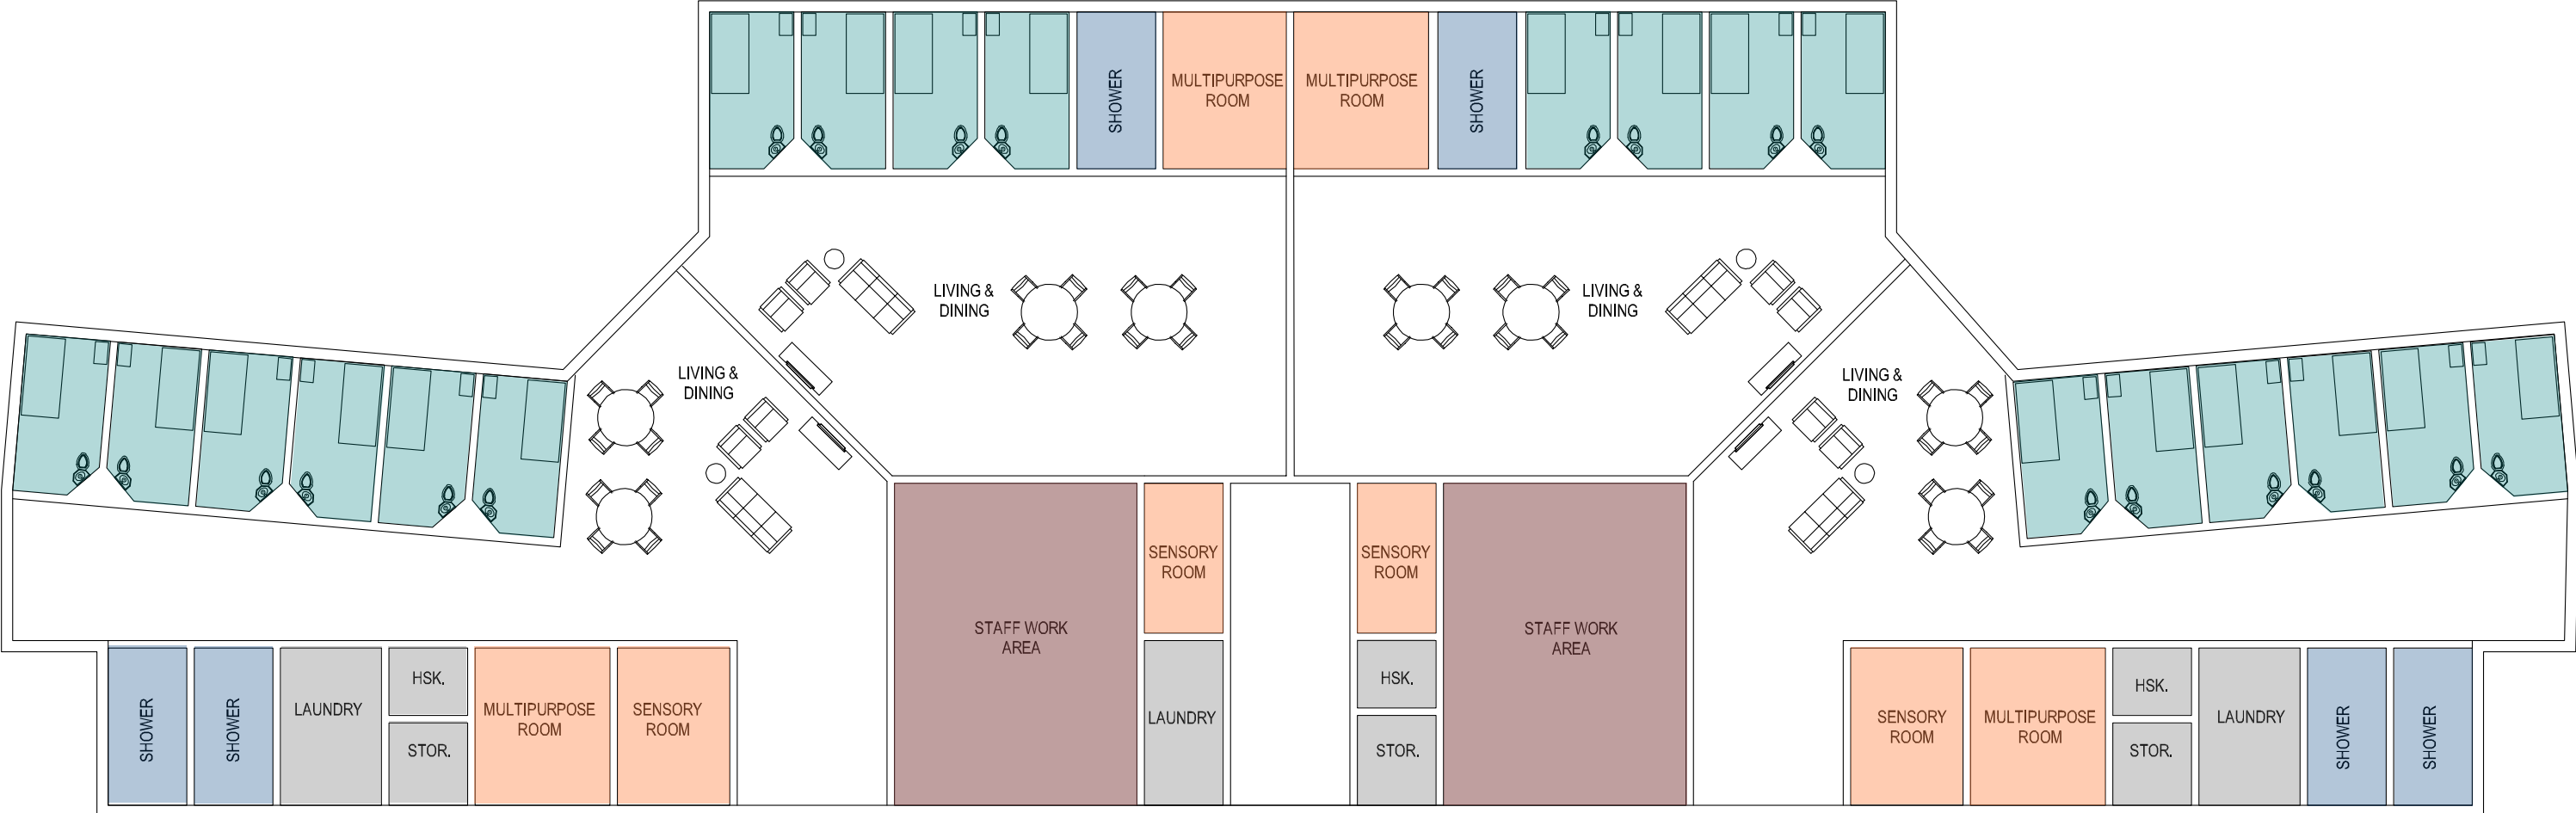 SHOWER
MULTIPURPOSE
ROOM
MULTIPURPOSE
ROOM
SHOWER
LIVING &
DINING
LIVING &
DINING
LIVING &
DINING
LIVING &
DINING
SENSORY
ROOM
SENSORY
ROOM
STAFF WORK
AREA
STAFF WORK
AREA
SHOWER
SHOWER
LAUNDRY
HSK.
STOR.
MULTIPURPOSE
ROOM
SENSORY
ROOM
LAUNDRY
HSK.
STOR.
SENSORY
ROOM
MULTIPURPOSE
ROOM
HSK.
STOR.
LAUNDRY
SHOWER
SHOWER